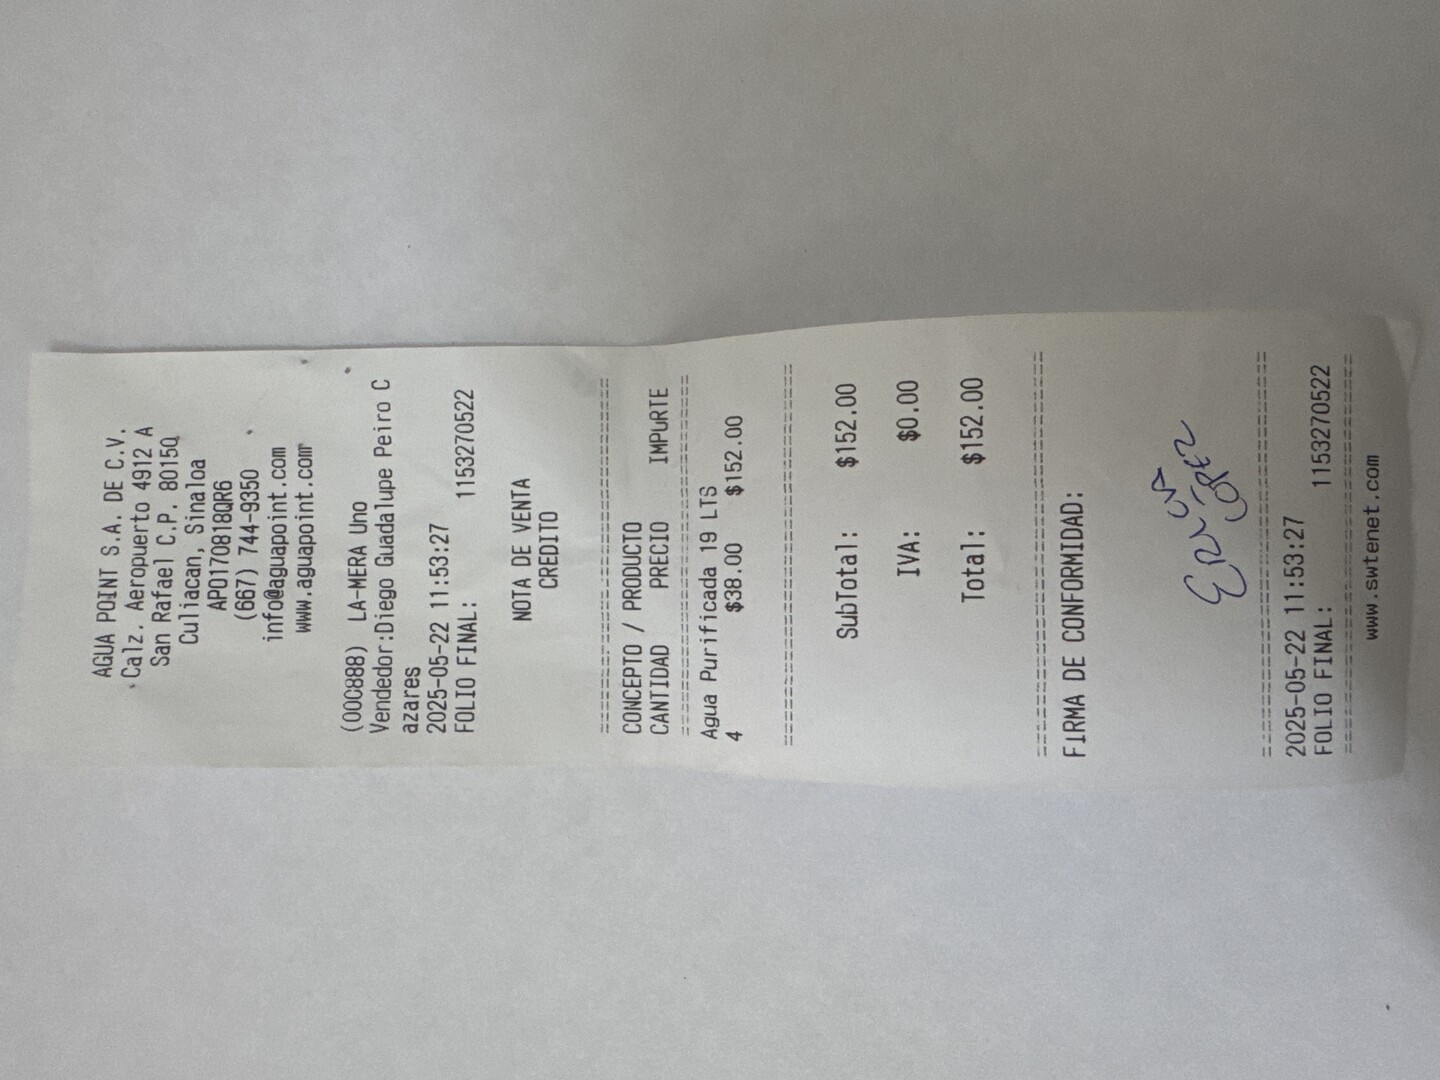 AGUA POINT S.A. DE C.V.
Calz. Aeropuerto 4912 A
San Rafael C.P. 80150
Culiacan, Sinaloa
APO170818QR6
(667) 744-9350
info@aguapoint.com
www.aguapoint.com
(000888) LA-MERA Uno
Vendedor:Diego Guadalupe Peiro C
azares
2025-05-22 11:53:27
FOLIO FINAL: 1153270522
NOTA DE VENTA
CREDITO
================================
CONCEPTO / PRODUCTO
CANTIDAD PRECIO IMPORTE
================================
Agua Purificada 19 LTS
4 $38.00 $152.00
================================
SubTotal: $152.00
IVA: $0.00
Total: $152.00
================================
FIRMA DE CONFORMIDAD:
================================
2025-05-22 11:53:27
FOLIO FINAL: 1153270522
================================
www.swtenet.com